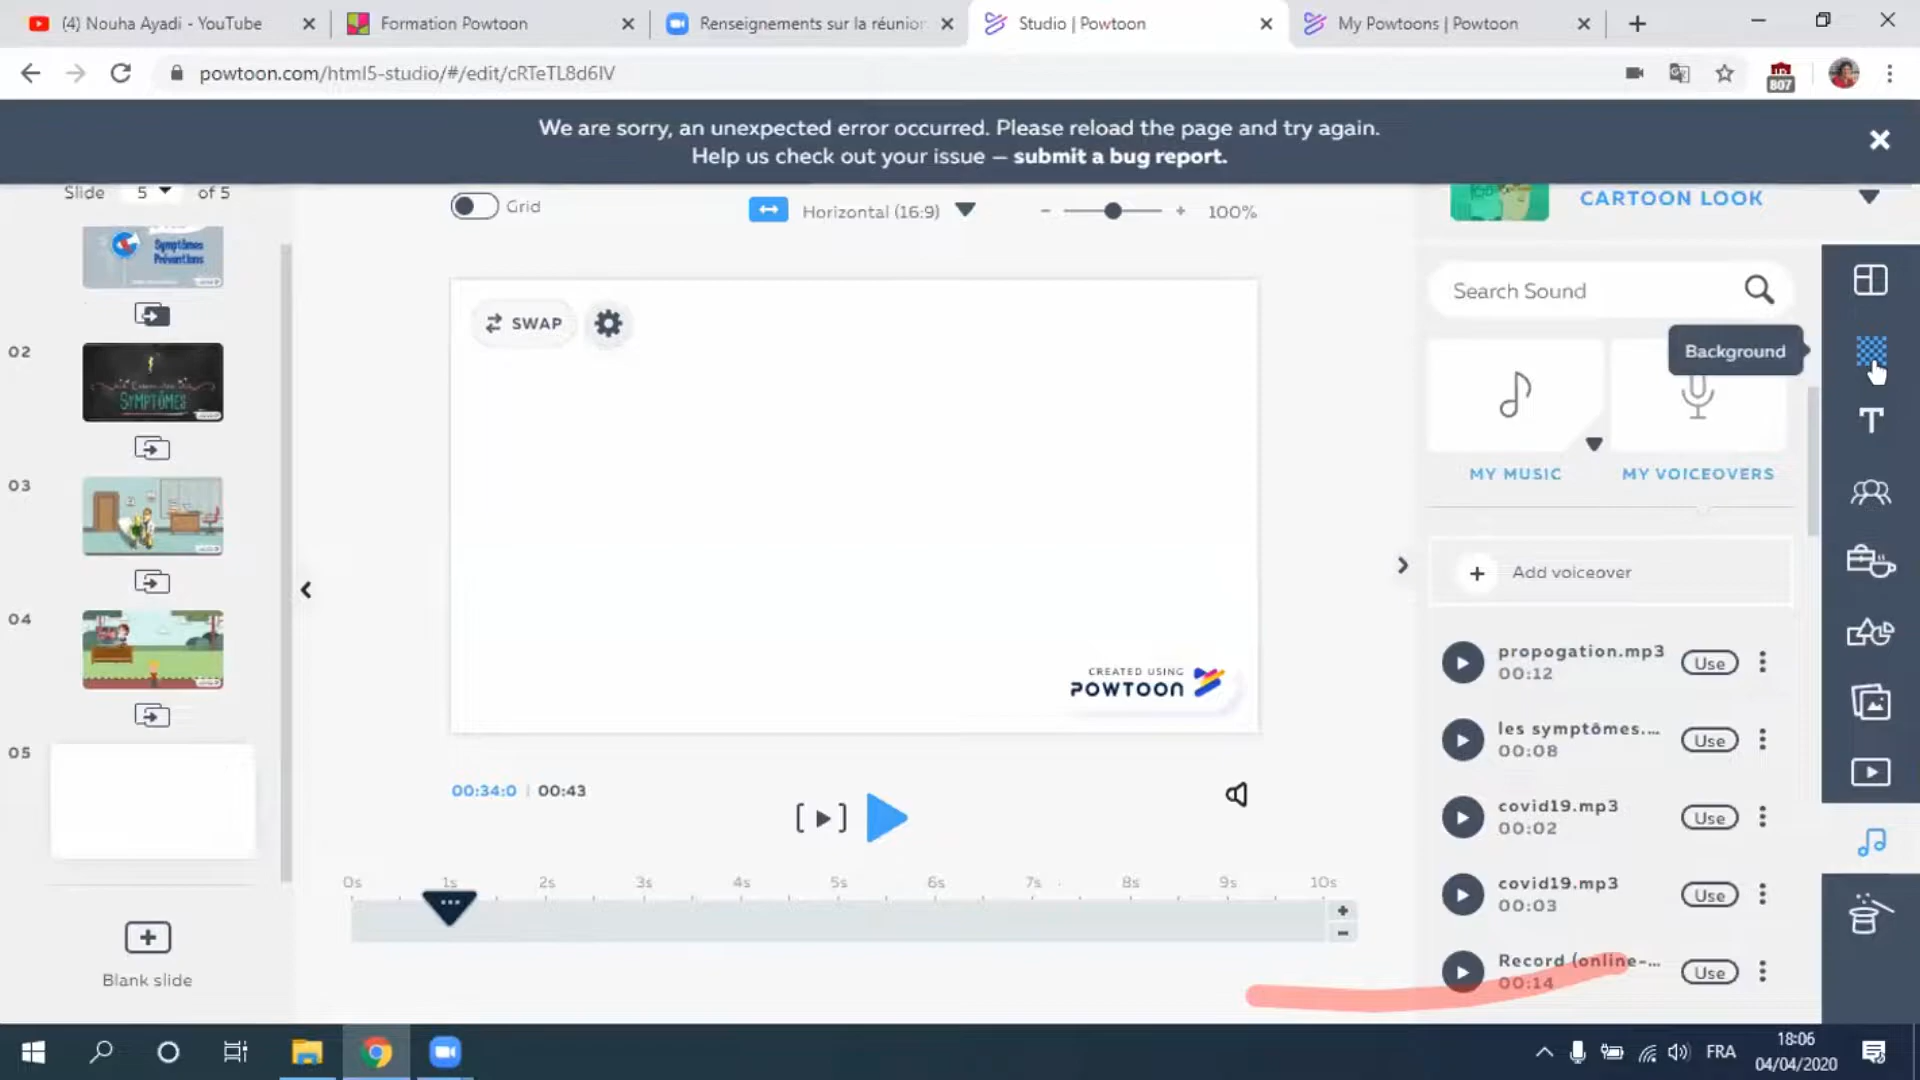 (4) Nouha Ayadi - YouTube
Formation Powtoon
Renseignements sur la réunion
Studio | Powtoon
My Powtoons | Powtoon
powtoon.com/html5-studio/#/edit/cRTeTL8d6IV
807
We are sorry, an unexpected error occurred. Please reload the page and try again.
Help us check out your issue – submit a bug report.
Slide 5 of 5
Grid
Horizontal (16:9)
- + 100%
CARTOON LOOK
Symptômes
Préventions
SWAP
Search Sound
Background
02
SYMPTÔMES
T
MY MUSIC
MY VOICEOVERS
03
+ Add voiceover
04
propogation.mp3
00:12
Use
CREATED USING
POWTOON
les symptômes....
00:08
Use
05
00:34:0 | 00:43
covid19.mp3
00:02
Use
0s 1s 2s 3s 4s 5s 6s 7s 8s 9s 10s
covid19.mp3
00:03
Use
Blank slide
Record (online-...
00:14
Use
FRA
18:06
04/04/2020